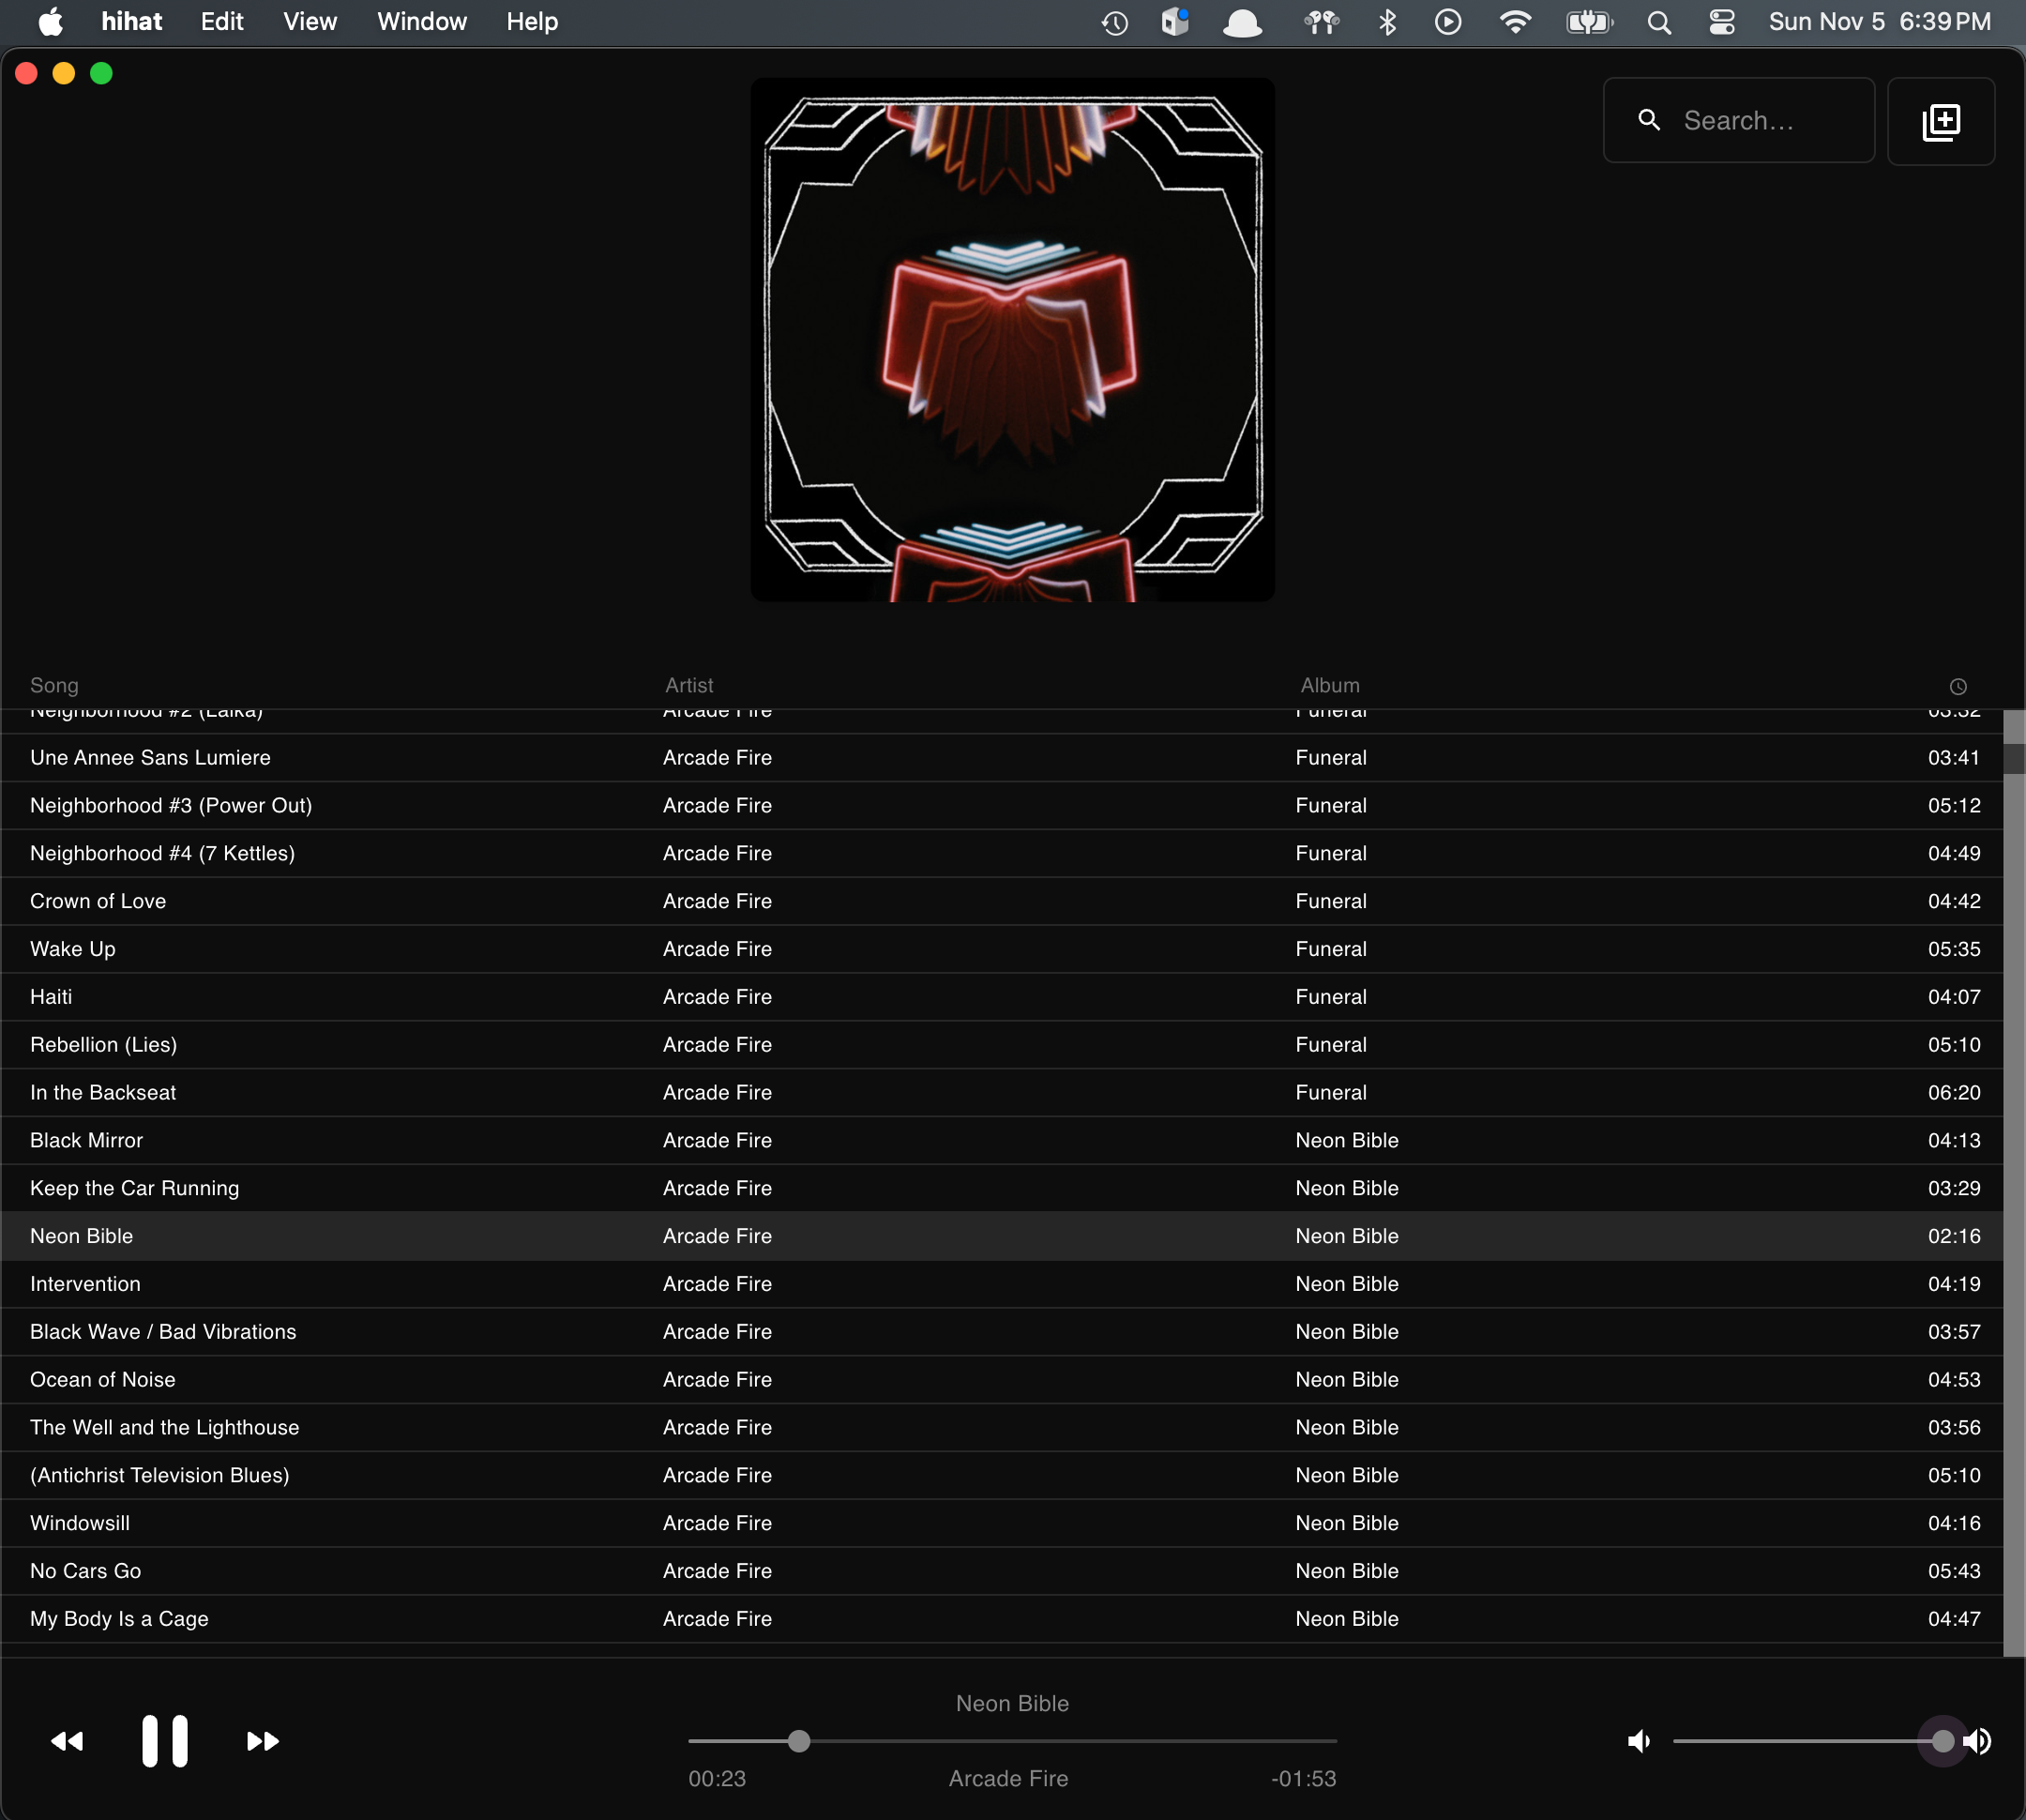 hihat Edit View Window Help Sun Nov 5 6:39 PM
Search...
Song Artist Album
Neighborhood #2 (Laika) Arcade Fire Funeral 03:32
Une Annee Sans Lumiere Arcade Fire Funeral 03:41
Neighborhood #3 (Power Out) Arcade Fire Funeral 05:12
Neighborhood #4 (7 Kettles) Arcade Fire Funeral 04:49
Crown of Love Arcade Fire Funeral 04:42
Wake Up Arcade Fire Funeral 05:35
Haiti Arcade Fire Funeral 04:07
Rebellion (Lies) Arcade Fire Funeral 05:10
In the Backseat Arcade Fire Funeral 06:20
Black Mirror Arcade Fire Neon Bible 04:13
Keep the Car Running Arcade Fire Neon Bible 03:29
Neon Bible Arcade Fire Neon Bible 02:16
Intervention Arcade Fire Neon Bible 04:19
Black Wave / Bad Vibrations Arcade Fire Neon Bible 03:57
Ocean of Noise Arcade Fire Neon Bible 04:53
The Well and the Lighthouse Arcade Fire Neon Bible 03:56
(Antichrist Television Blues) Arcade Fire Neon Bible 05:10
Windowsill Arcade Fire Neon Bible 04:16
No Cars Go Arcade Fire Neon Bible 05:43
My Body Is a Cage Arcade Fire Neon Bible 04:47
Neon Bible
00:23 Arcade Fire -01:53